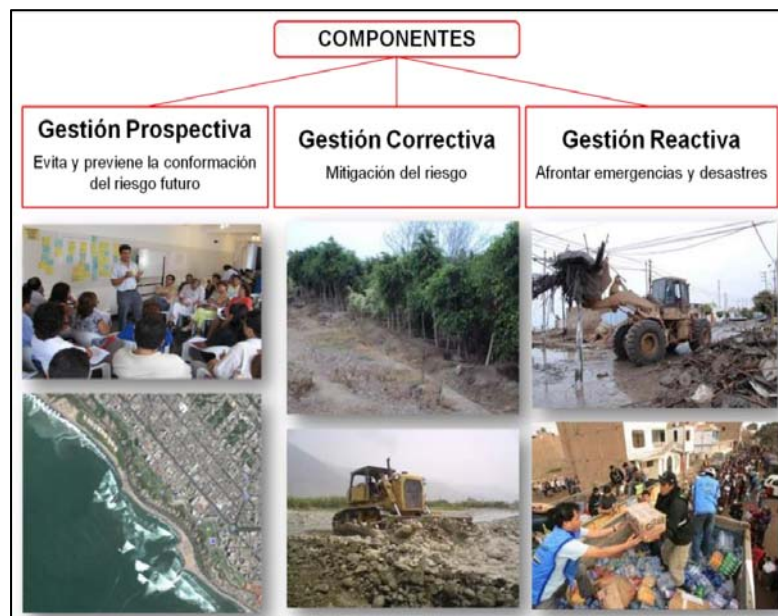 COMPONENTES
Gestión Prospectiva
Evita y previene la conformación
del riesgo futuro
Gestión Correctiva
Mitigación del riesgo
Gestión Reactiva
Afrontar emergencias y desastres